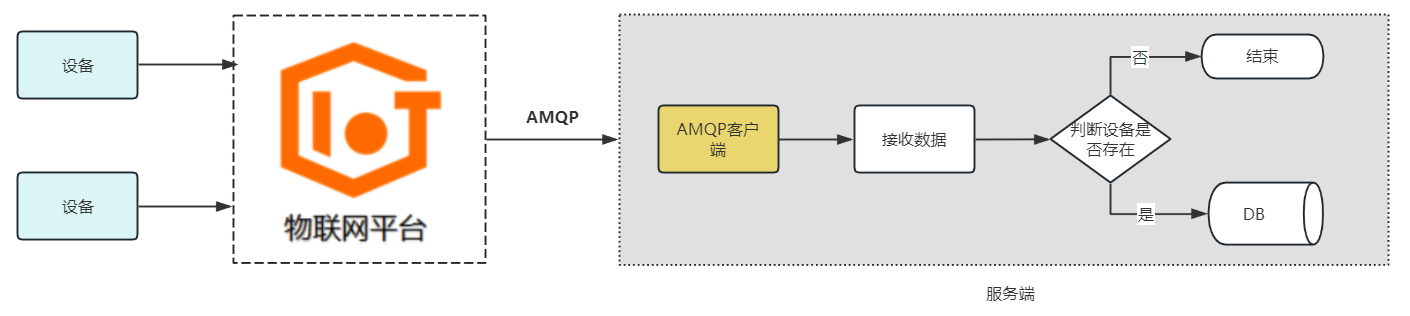 设备
设备
IoT
物联网平台
AMQP
AMQP客户
端
接收数据
判断设备是
否存在
否
结束
是
DB
服务端